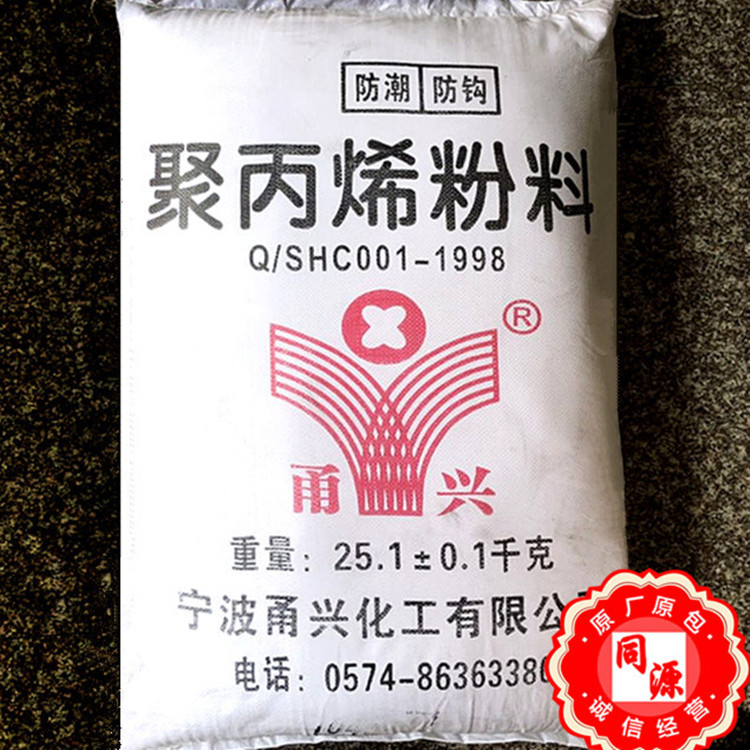 防潮 防钩
聚丙烯粉料
Q/SHC001-1998
®
甬 兴
重量：25.1±0.1千克
宁波甬兴化工有限公
电话：0574-8636338
原厂原包
同源
诚信经营